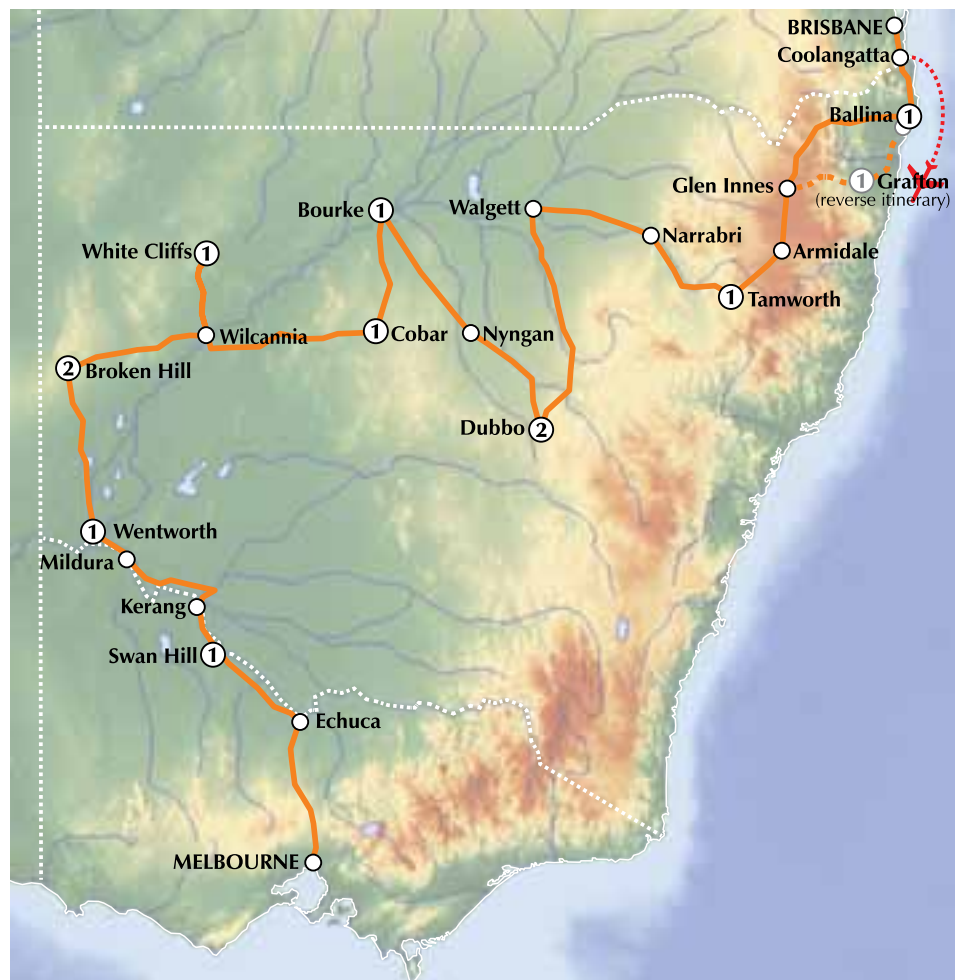 BRISBANE
Coolangatta
Ballina 1
Glen Innes
1 Grafton
(reverse itinerary)
Bourke 1
Walgett
Narrabri
White Cliffs 1
Armidale
1 Tamworth
Wilcannia
1 Cobar
Nyngan
2 Broken Hill
Dubbo 2
1 Wentworth
Mildura
Kerang
Swan Hill 1
Echuca
MELBOURNE